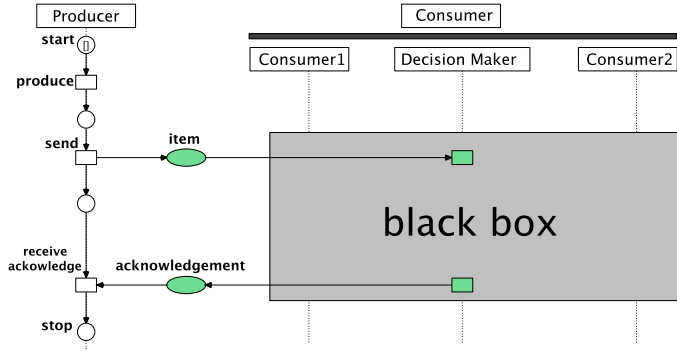 Producer
Consumer
start
[]
Consumer1
Decision Maker
Consumer2
produce
send
item
black box
receive
ackowledge
acknowledgement
stop